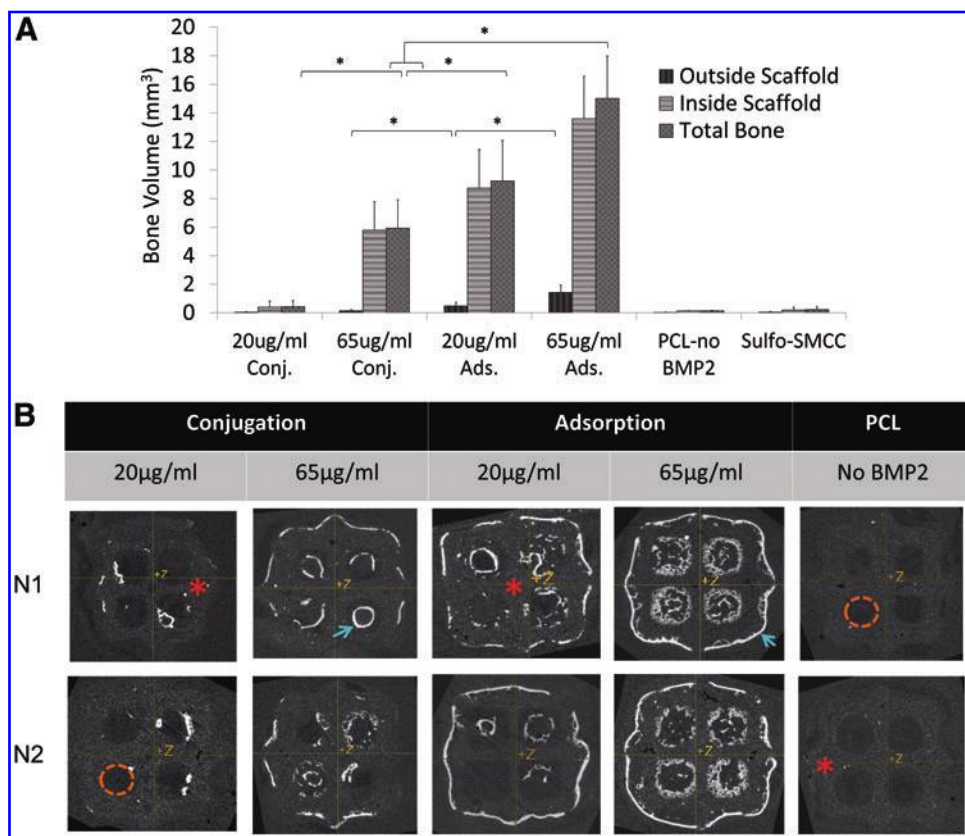 A
20
18
16
14
12
10
8
6
4
2
0
Bone Volume (mm³)
*
* *
* *
Outside Scaffold
Inside Scaffold
Total Bone
20ug/ml Conj.
65ug/ml Conj.
20ug/ml Ads.
65ug/ml Ads.
PCL-no BMP2
Sulfo-SMCC
B
Conjugation Adsorption PCL
20µg/ml 65µg/ml 20µg/ml 65µg/ml No BMP2
N1
+Z +Z +Z +Z +Z
* *
N2
+Z +Z +Z +Z +Z
*